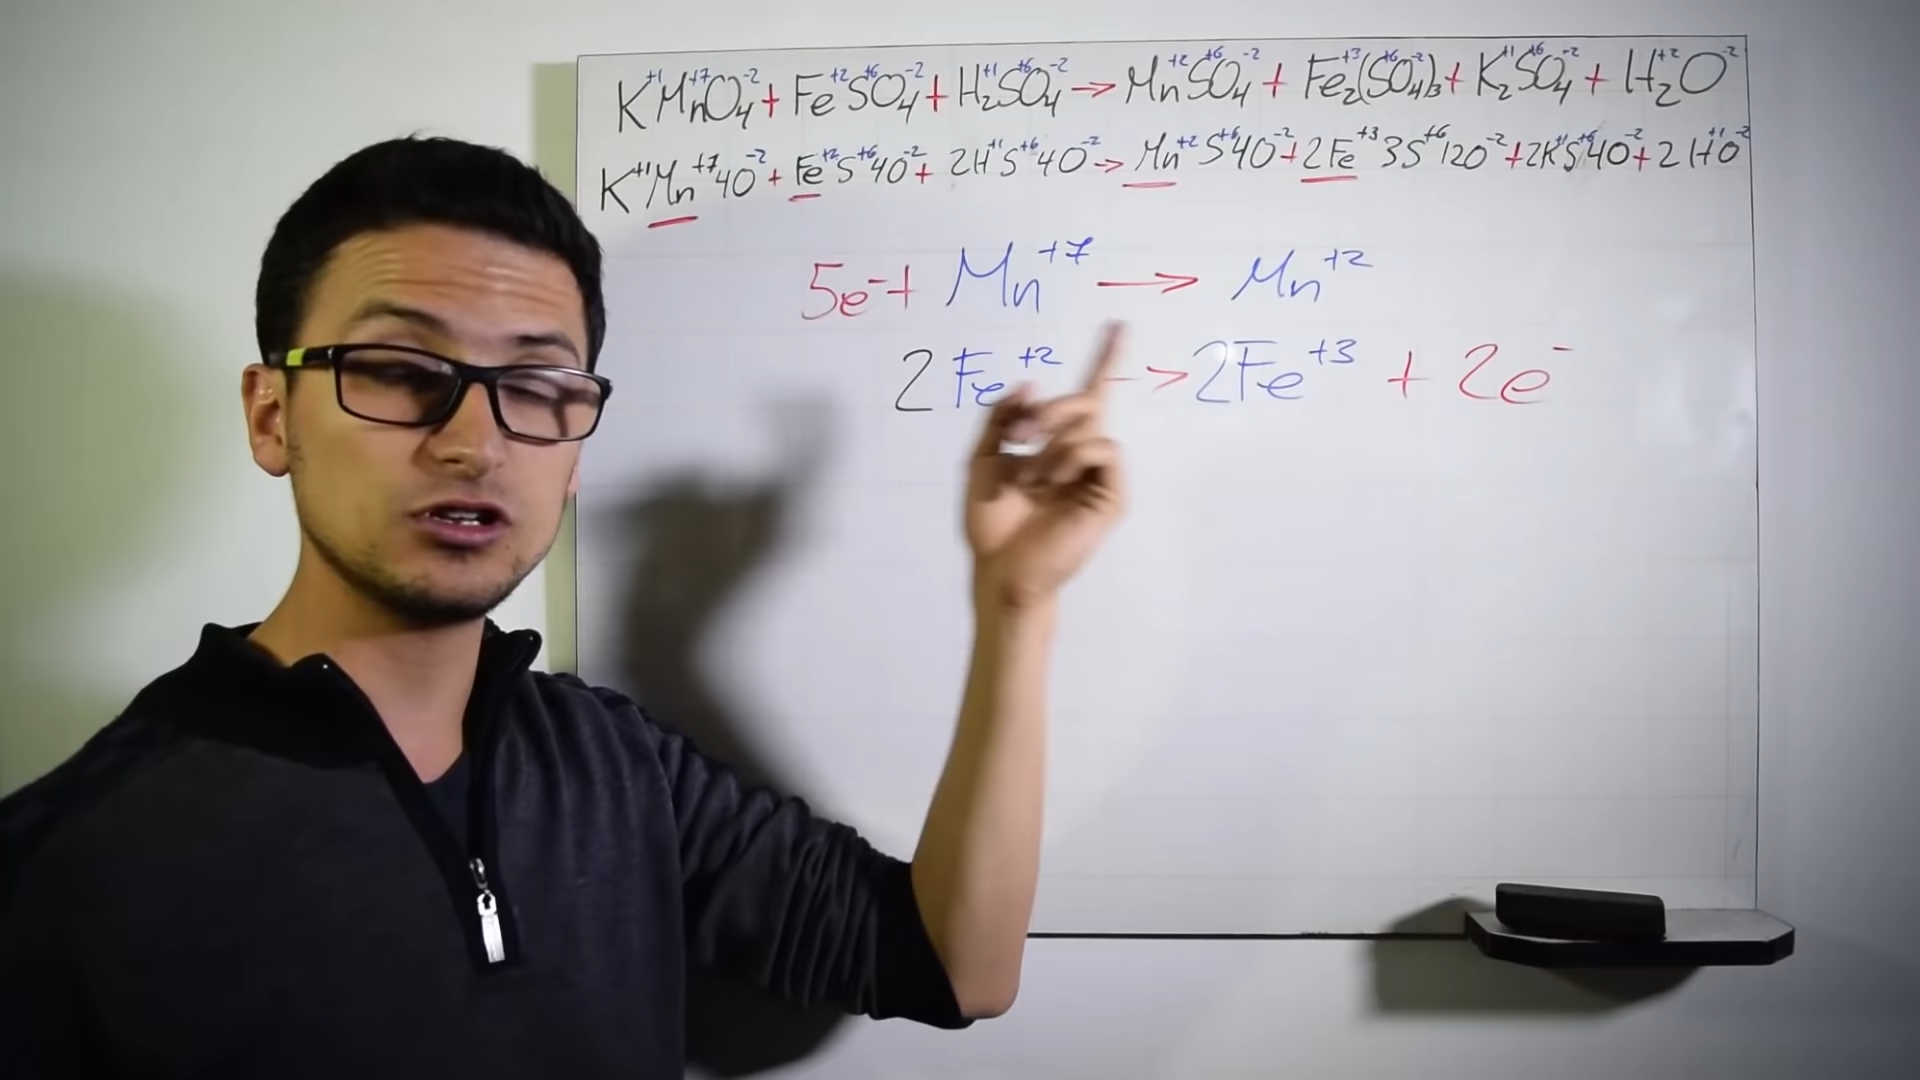 K⁺¹Mn⁺⁷O₄⁻² + Fe⁺²S⁺⁶O₄⁻² + H₂⁺¹S⁺⁶O₄⁻² → Mn⁺²S⁺⁶O₄⁻² + Fe₂⁺³(S⁺⁶O₄⁻²)₃ + K₂⁺¹S⁺⁶O₄⁻² + H₂⁺²O⁻²
K⁺¹Mn⁺⁷4O⁻² + Fe⁺²S⁺⁶4O⁻² + 2H⁺¹S⁺⁶4O⁻² → Mn⁺²S⁺⁶4O⁻² + 2Fe⁺³3S⁺⁶12O⁻² + 2K⁺¹S⁺⁶4O⁻² + 2H⁺¹O⁻²
5e⁻ + Mn⁺⁷ → Mn⁺²
2Fe⁺² → 2Fe⁺³ + 2e⁻